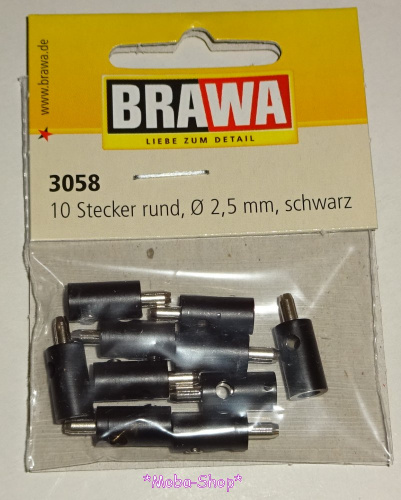 www.brawa.de
BRAWA
LIEBE ZUM DETAIL
3058
10 Stecker rund, Ø 2,5 mm, schwarz
*Moba-Shop*